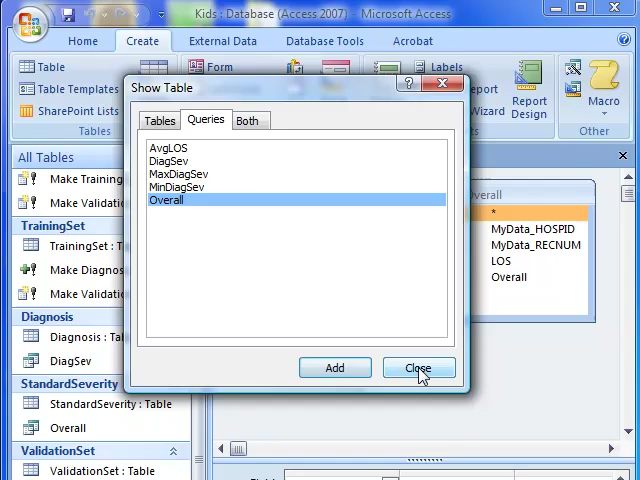 Kids : Database (Access 2007) - Microsoft Access
Home
Create
External Data
Database Tools
Acrobat
Table
Table Templates
SharePoint Lists
Tables
Form
Labels
port
Wizard
Report
Design
Macro
Other
Show Table
Tables
Queries
Both
AvgLOS
DiagSev
MaxDiagSev
MinDiagSev
Overall
Add
Close
All Tables
Make Training
Make Validation
TrainingSet
TrainingSet : T
Make Diagnos
Make Validation
Diagnosis
Diagnosis : Tab
DiagSev
StandardSeverity
StandardSeverity : Table
Overall
ValidationSet
ValidationSet : Table
verall
*
MyData_HOSPID
MyData_RECNUM
LOS
Overall